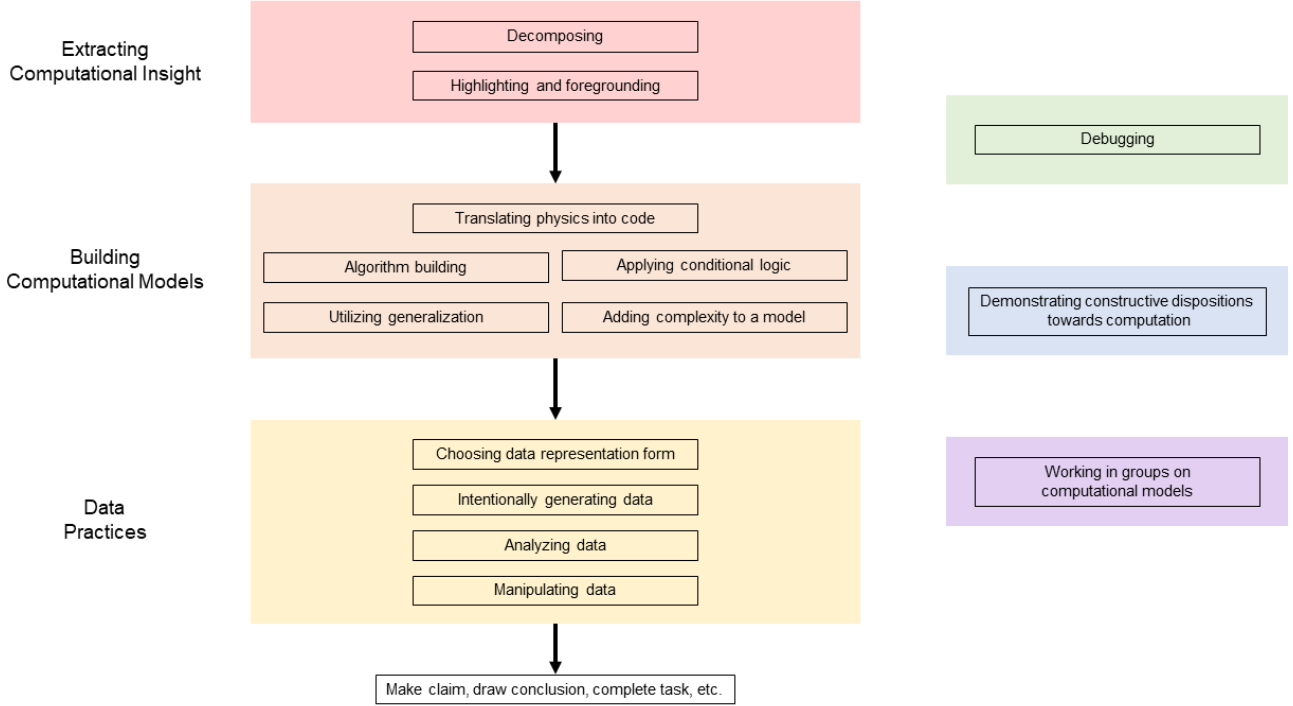 Extracting
Computational Insight
Decomposing
Highlighting and foregrounding
Building
Computational Models
Translating physics into code
Algorithm building
Applying conditional logic
Utilizing generalization
Adding complexity to a model
Data
Practices
Choosing data representation form
Intentionally generating data
Analyzing data
Manipulating data
Make claim, draw conclusion, complete task, etc.
Debugging
Demonstrating constructive dispositions
towards computation
Working in groups on
computational models